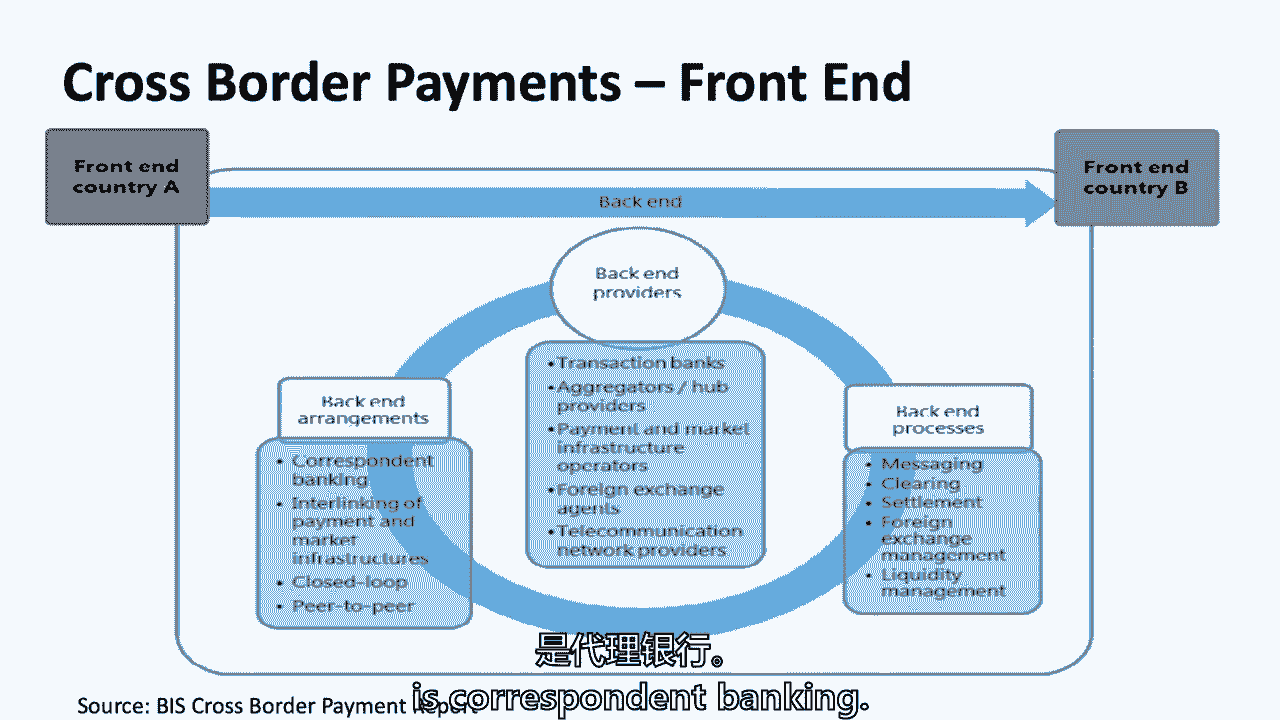 Cross Border Payments – Front End
Front end
country A
Back end
Front end
country B
Back end
providers
• Transaction banks
• Aggregators / hub
providers
• Payment and market
infrastructure
operators
• Foreign exchange
agents
• Telecommunication
network providers
Back end
arrangements
• Correspondent
banking
• Interlinking of
payment and
market
infrastructures
• Closed-loop
• Peer-to-peer
Back end
processes
• Messaging
• Clearing
• Settlement
• Foreign
exchange
management
• Liquidity
management
是代理银行。
is correspondent banking.
Source: BIS Cross Border Payment Report